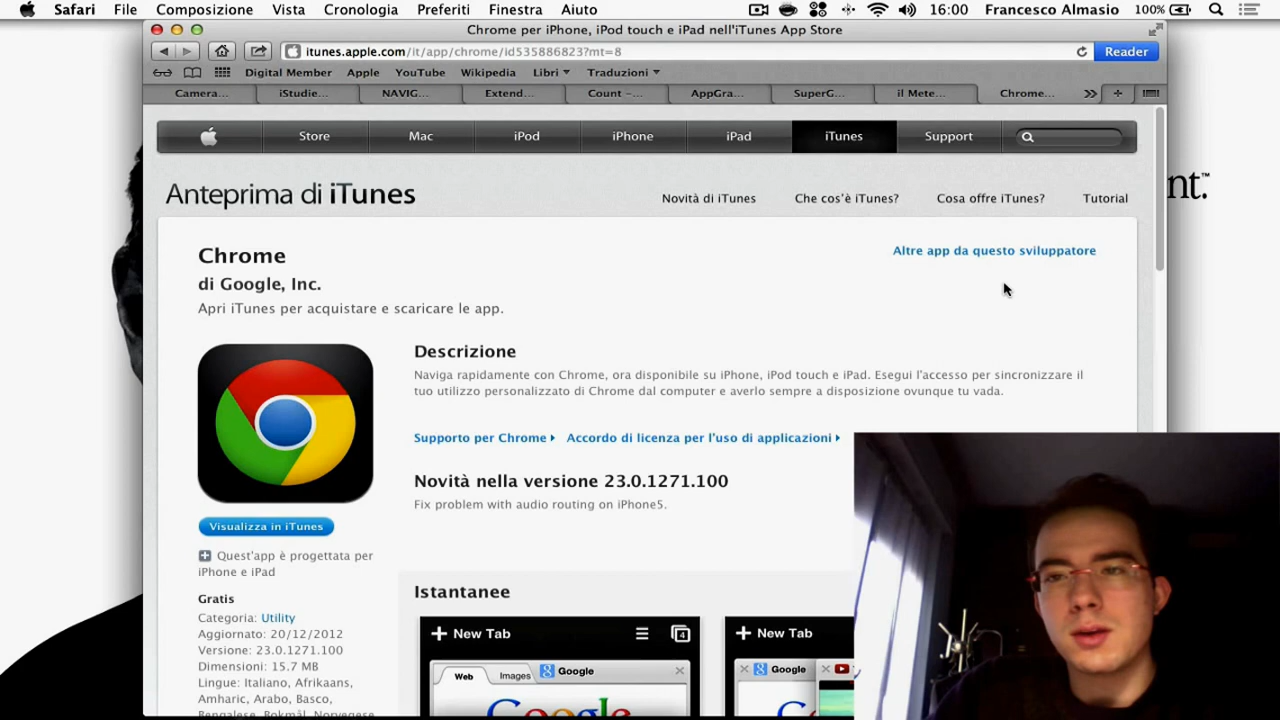 Safari File Composizione Vista Cronologia Preferiti Finestra Aiuto 16:00 Francesco Almasio 100%
Chrome per iPhone, iPod touch e iPad nell'iTunes App Store
itunes.apple.com/it/app/chrome/id535886823?mt=8 Reader
Digital Member Apple YouTube Wikipedia Libri Traduzioni
Camera... iStudie... NAVIG... Extend... Count -... AppGra... SuperG... il Mete... Chrome...
Store Mac iPod iPhone iPad iTunes Support
nt.™
Anteprima di iTunes
Novità di iTunes Che cos'è iTunes? Cosa offre iTunes? Tutorial
Chrome
Altre app da questo sviluppatore
di Google, Inc.
Apri iTunes per acquistare e scaricare le app.
Descrizione
Naviga rapidamente con Chrome, ora disponibile su iPhone, iPod touch e iPad. Esegui l'accesso per sincronizzare il
tuo utilizzo personalizzato di Chrome dal computer e averlo sempre a disposizione ovunque tu vada.
Supporto per Chrome Accordo di licenza per l'uso di applicazioni
Novità nella versione 23.0.1271.100
Fix problem with audio routing on iPhone5.
Visualizza in iTunes
Quest'app è progettata per
iPhone e iPad
Gratis
Categoria: Utility
Aggiornato: 20/12/2012
Versione: 23.0.1271.100
Dimensioni: 15.7 MB
Lingue: Italiano, Afrikaans,
Amharic, Arabo, Basco,
Bengalese, Bokmål, Norvegese
Istantanee
New Tab 4
Web Images Google
Google
New Tab
Google